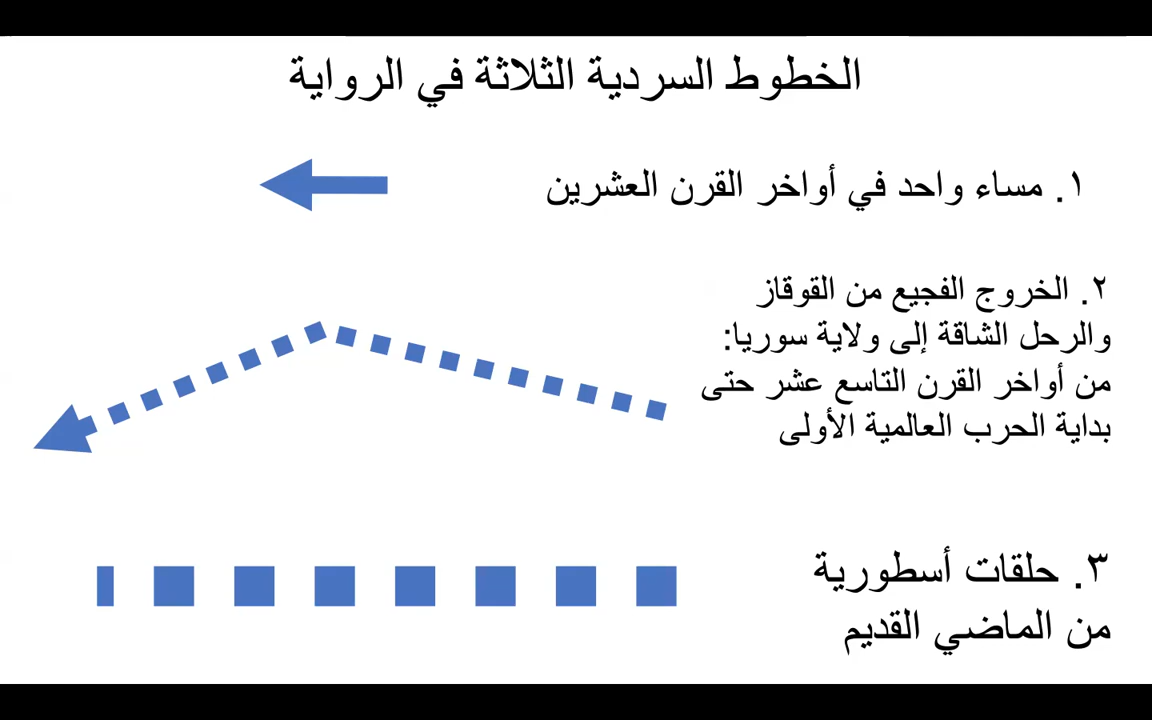 الخطوط السردية الثلاثة في الرواية
١. مساء واحد في أواخر القرن العشرين
٢. الخروج الفجيع من القوقاز
والرحل الشاقة إلى ولاية سوريا:
من أواخر القرن التاسع عشر حتى
بداية الحرب العالمية الأولى
٣. حلقات أسطورية
من الماضي القديم